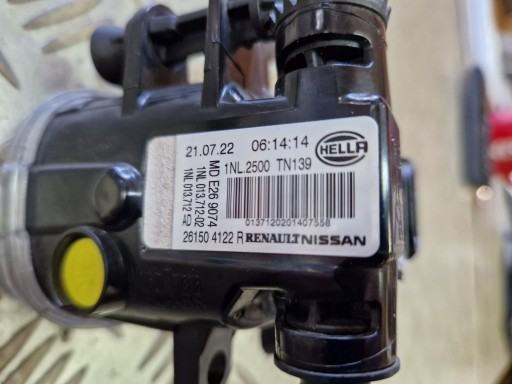 21.07.22 06:14:14
HELLA
1NL.2500 TN139
MD E26 9074
1NL 013.712-02
1NL 013.712 AD
0137120201407558
26150 4122 R RENAULT NISSAN